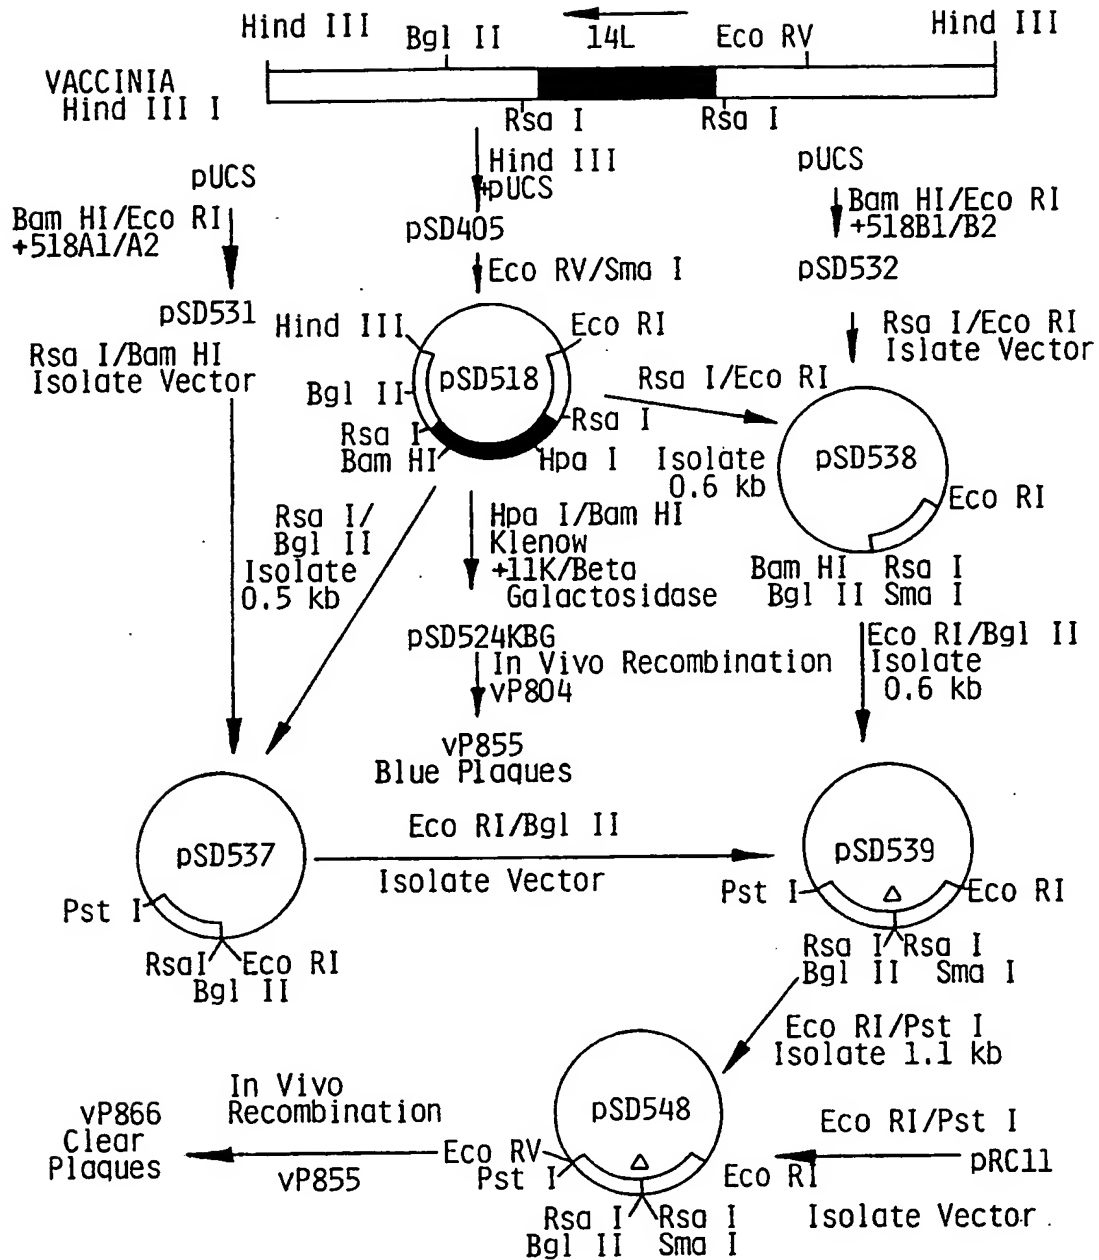 Hind III
Bgl II
14L
Eco RV
Hind III
VACCINIA
Hind III I
Rsa I
Rsa I
pUCS
Bam HI/Eco RI
+518A1/A2
pSD531
Rsa I/Bam HI
Isolate Vector
Hind III
+pUCS
pSD405
Eco RV/Sma I
pUCS
Bam HI/Eco RI
+518B1/B2
pSD532
Rsa I/Eco RI
Islate Vector
Hind III
Eco RI
pSD518
Bgl II
Rsa I
Bam HI
Rsa I
Hpa I
Rsa I/Eco RI
Isolate
0.6 kb
pSD538
Eco RI
Bam HI Rsa I
Bgl II Sma I
Rsa I/
Bgl II
Isolate
0.5 kb
Hpa I/Bam HI
Klenow
+11K/Beta
Galactosidase
pSD524KBG
In Vivo Recombination
vP804
vP855
Blue Plaques
Eco RI/Bgl II
Isolate
0.6 kb
pSD537
Pst I
RsaI Eco RI
Bgl II
Eco RI/Bgl II
Isolate Vector
pSD539
Pst I
Δ
Eco RI
Rsa I Rsa I
Bgl II Sma I
Eco RI/Pst I
Isolate 1.1 kb
pSD548
Eco RV
Pst I
Δ
Eco RI
Rsa I Rsa I
Bgl II Sma I
Eco RI/Pst I
pRC11
Isolate Vector
In Vivo
Recombination
vP855
vP866
Clear
Plaques